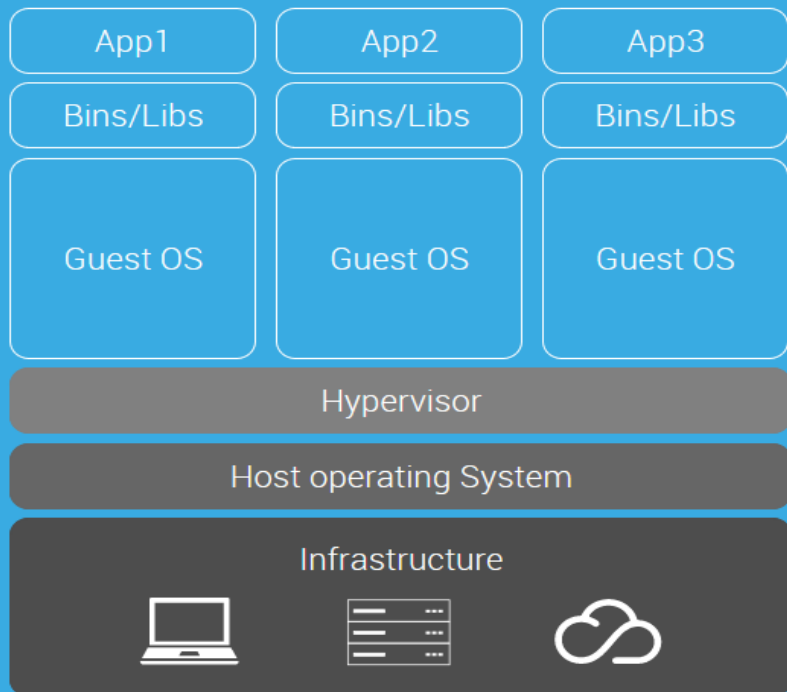 App1
App2
App3
Bins/Libs
Bins/Libs
Bins/Libs
Guest OS
Guest OS
Guest OS
Hypervisor
Host operating System
Infrastructure